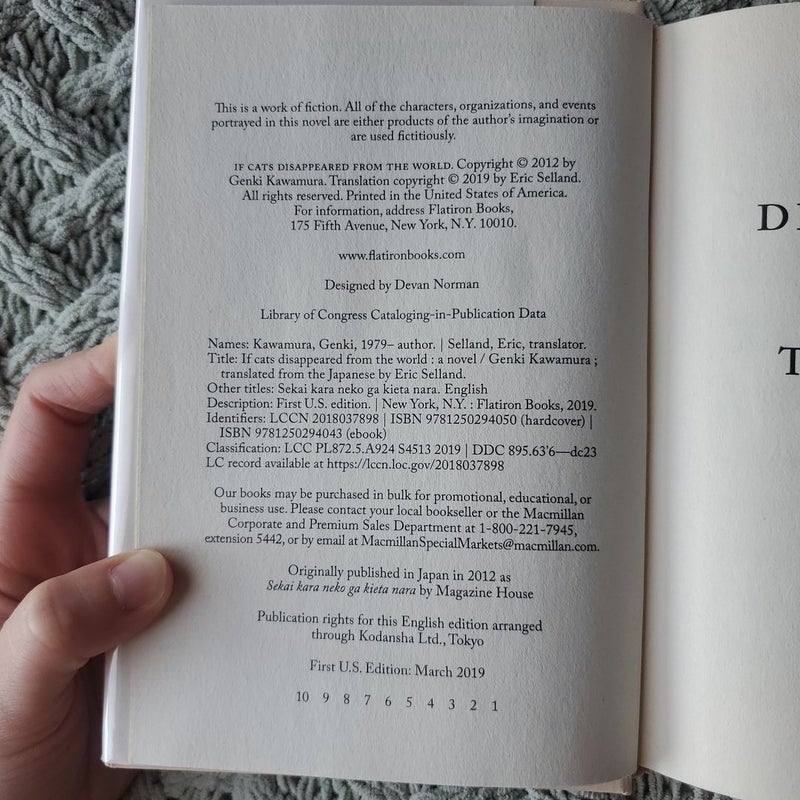 This is a work of fiction. All of the characters, organizations, and events
portrayed in this novel are either products of the author's imagination or
are used fictitiously.
IF CATS DISAPPEARED FROM THE WORLD. Copyright © 2012 by
Genki Kawamura. Translation copyright © 2019 by Eric Selland.
All rights reserved. Printed in the United States of America.
For information, address Flatiron Books,
175 Fifth Avenue, New York, N.Y. 10010.
www.flatironbooks.com
Designed by Devan Norman
Library of Congress Cataloging-in-Publication Data
Names: Kawamura, Genki, 1979– author. | Selland, Eric, translator.
Title: If cats disappeared from the world : a novel / Genki Kawamura ;
translated from the Japanese by Eric Selland.
Other titles: Sekai kara neko ga kieta nara. English
Description: First U.S. edition. | New York, N.Y. : Flatiron Books, 2019.
Identifiers: LCCN 2018037898 | ISBN 9781250294050 (hardcover) |
ISBN 9781250294043 (ebook)
Classification: LCC PL872.5.A924 S4513 2019 | DDC 895.63'6—dc23
LC record available at https://lccn.loc.gov/2018037898
Our books may be purchased in bulk for promotional, educational, or
business use. Please contact your local bookseller or the Macmillan
Corporate and Premium Sales Department at 1-800-221-7945,
extension 5442, or by email at MacmillanSpecialMarkets@macmillan.com.
Originally published in Japan in 2012 as
Sekai kara neko ga kieta nara by Magazine House
Publication rights for this English edition arranged
through Kodansha Ltd., Tokyo
First U.S. Edition: March 2019
10 9 8 7 6 5 4 3 2 1